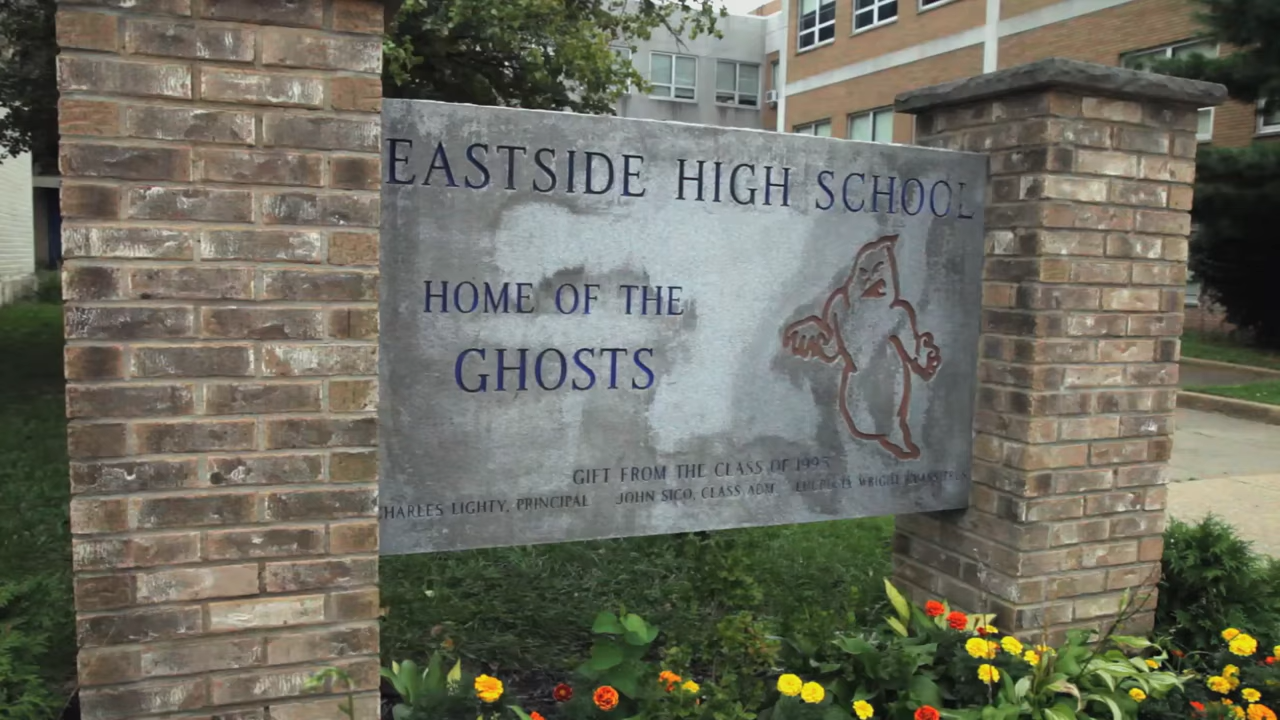 EASTSIDE HIGH SCHOOL
HOME OF THE
GHOSTS
GIFT FROM THE CLASS OF 1995
CHARLES LIGHTY, PRINCIPAL JOHN SICO, CLASS ADV.